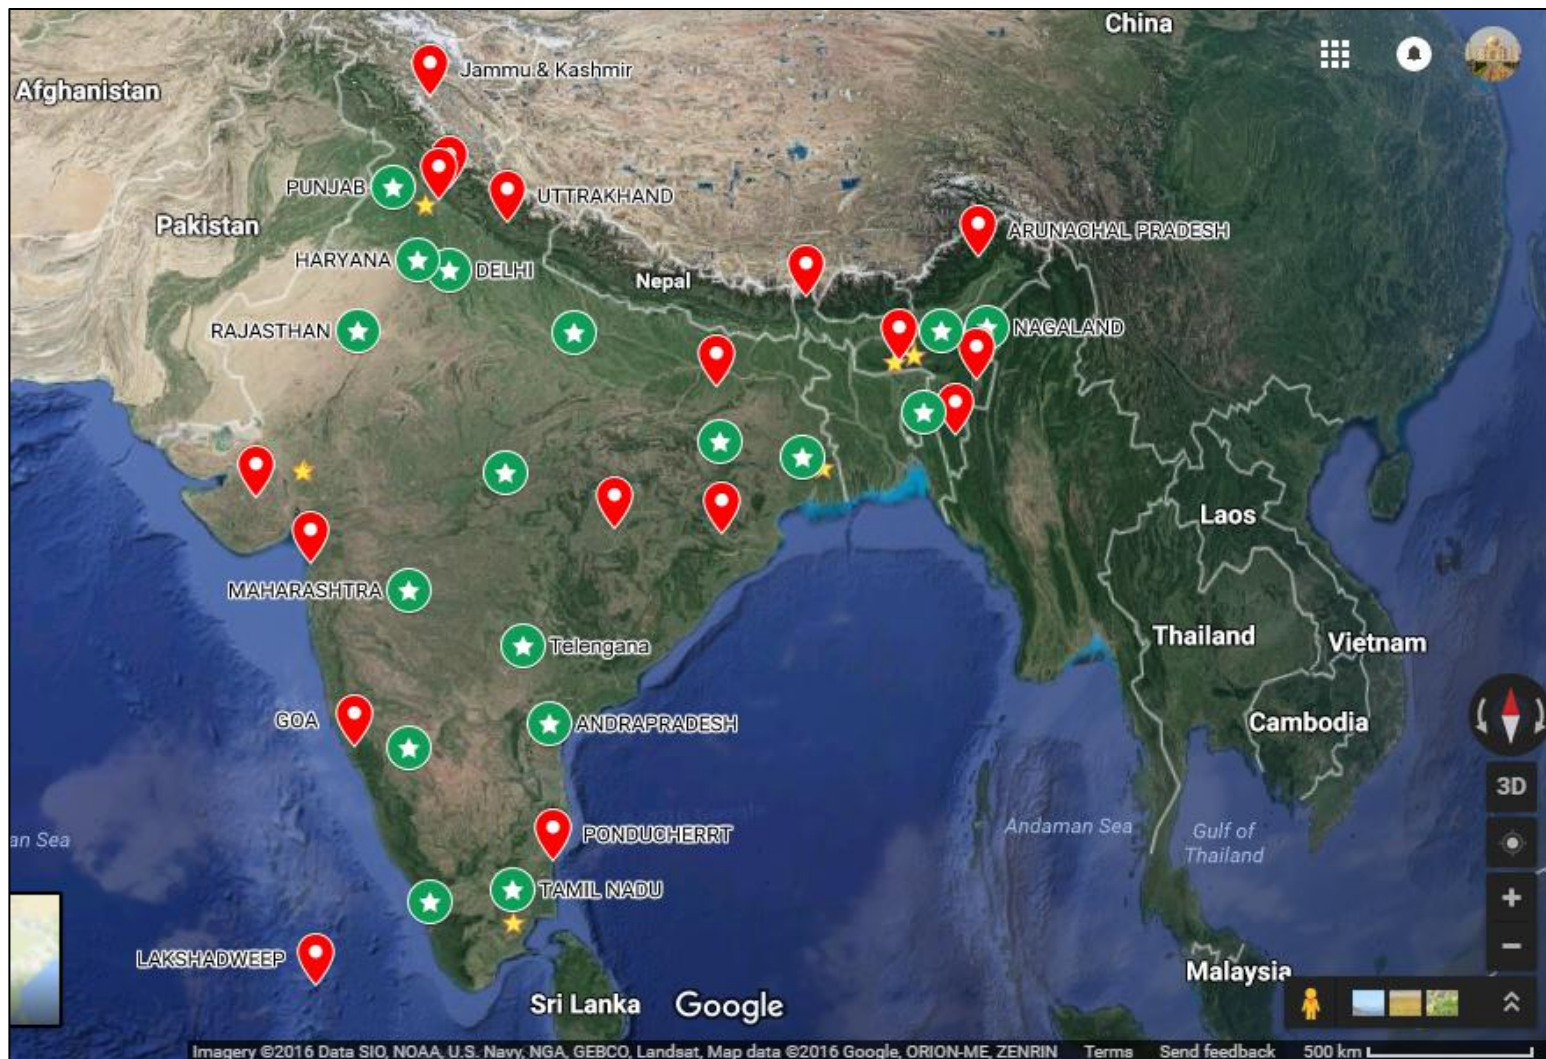 China
Jammu & Kashmir
Afghanistan
PUNJAB
UTTRAKHAND
Pakistan
ARUNACHAL PRADESH
HARYANA
DELHI
Nepal
RAJASTHAN
NAGALAND
Laos
MAHARASHTRA
Thailand
Vietnam
Telengana
GOA
ANDRAPRADESH
Cambodia
3D
PONDUCHERRT
Andaman Sea
Gulf of
Thailand
an Sea
TAMIL NADU
LAKSHADWEEP
Malaysia
Sri Lanka
Google
Imagery ©2016 Data SIO, NOAA, U.S. Navy, NGA, GEBCO, Landsat, Map data ©2016 Google, ORION-ME, ZENRIN Terms Send feedback 500 km